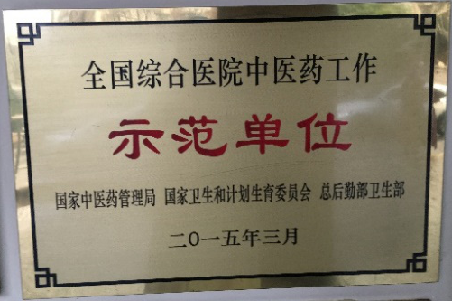 全国综合医院中医药工作
示范单位
国家中医药管理局 国家卫生和计划生育委员会 总后勤部卫生部
二〇一五年三月